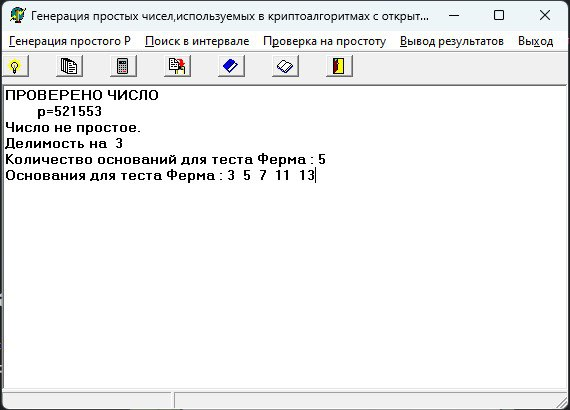 Генерация простых чисел,используемых в криптоалгоритмах с открыт...
Генерация простого P Поиск в интервале Проверка на простоту Вывод результатов Выход
ПРОВЕРЕНО ЧИСЛО
p=521553
Число не простое.
Делимость на 3
Количество оснований для теста Ферма : 5
Основания для теста Ферма : 3 5 7 11 13